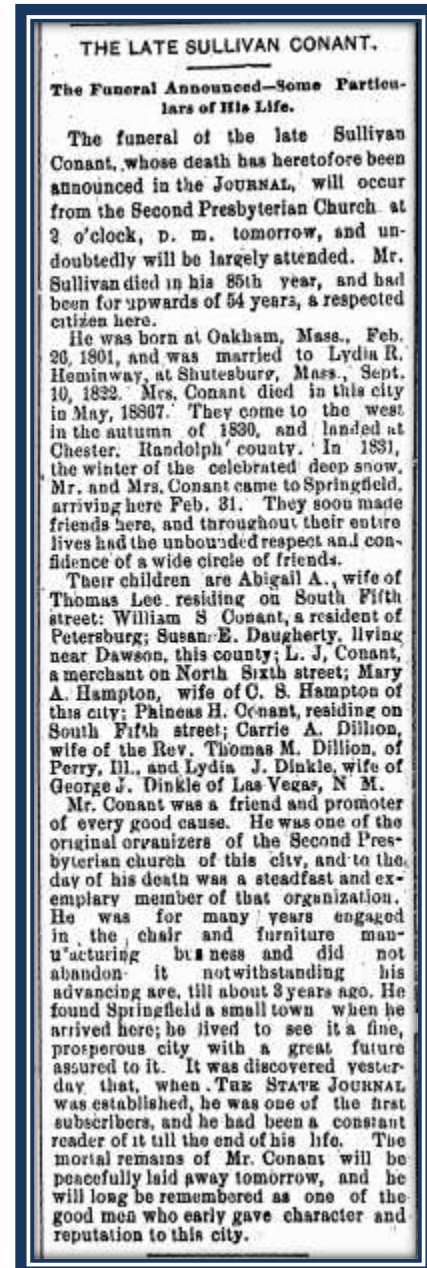 THE LATE SULLIVAN CONANT.
The Funeral Announced—Some Particu-
lars of His Life.
The funeral of the late Sullivan
Conant, whose death has heretofore been
announced in the JOURNAL, will occur
from the Second Presbyterian Church at
2 o'clock, p. m. tomorrow, and un-
doubtedly will be largely attended. Mr.
Sullivan died in his 85th year, and had
been for upwards of 54 years, a respected
citizen here.
He was born at Oakham, Mass., Feb.
26, 1801, and was married to Lydia R.
Heminway, at Shutesbury, Mass., Sept.
10, 1822. Mrs. Conant died in this city
in May, 18867. They come to the west
in the autumn of 1830, and landed at
Chester, Randolph county. In 1831,
the winter of the celebrated deep snow,
Mr. and Mrs. Conant came to Springfield,
arriving here Feb. 31. They soon made
friends here, and throughout their entire
lives had the unbounded respect and con-
fidence of a wide circle of friends.
Their children are Abigail A., wife of
Thomas Lee residing on South Fifth
street: William S Conant, a resident of
Petersburg; Susan E. Daugherty, living
near Dawson, this county; L. J, Conant,
a merchant on North Sixth street; Mary
A. Hampton, wife of C. S. Hampton of
this city; Phineas H. Conant, residing on
South Fifth street; Carrie A. Dillion,
wife of the Rev. Thomas M. Dillion, of
Perry, Ill., and Lydia J. Dinkle, wife of
George J. Dinkle of Las Vegas, N M.
Mr. Conant was a friend and promoter
of every good cause. He was one of the
original organizers of the Second Pres-
byterian church of this city, and to the
day of his death was a steadfast and ex-
emplary member of that organization.
He was for many years engaged
in the chair and furniture man-
ufacturing business and did not
abandon it notwithstanding his
advancing age, till about 3 years ago. He
found Springfield a small town when he
arrived here; he lived to see it a fine,
prosperous city with a great future
assured to it. It was discovered yester-
day that, when THE STATE JOURNAL
was established, he was one of the first
subscribers, and he had been a constant
reader of it till the end of his life. The
mortal remains of Mr. Conant will be
peacefully laid away tomorrow, and he
will long be remembered as one of the
good men who early gave character and
reputation to this city.